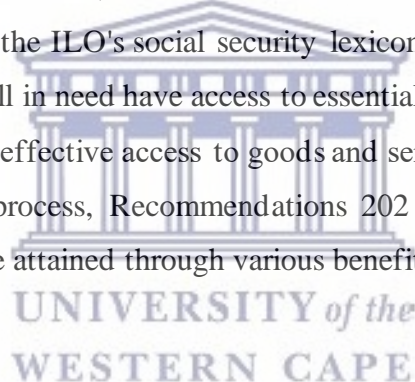 the ILO's social security lexicon
ll in need have access to essential
effective access to goods and se
process, Recommendations 202
e attained through various benefit
UNIVERSITY of the
WESTERN CAPE